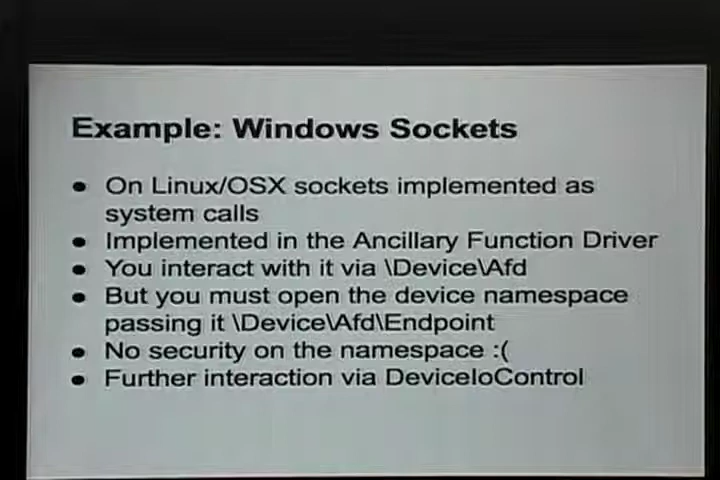 Example: Windows Sockets
● On Linux/OSX sockets implemented as
system calls
● Implemented in the Ancillary Function Driver
● You interact with it via \Device\Afd
● But you must open the device namespace
passing it \Device\Afd\Endpoint
● No security on the namespace :(
● Further interaction via DeviceIoControl